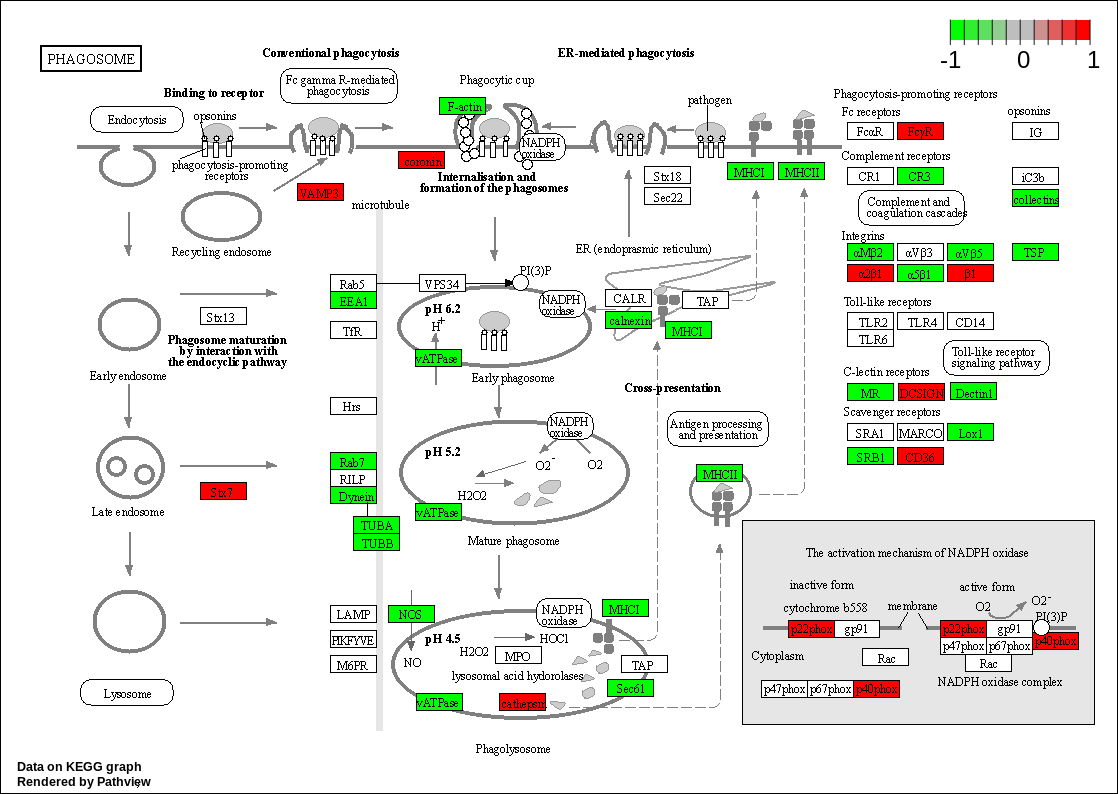 PHAGOSOME
-1 0 1
Conventional phagocytosis
ER-mediated phagocytosis
Fc gamma R-mediated
phagocytosis
Phagocytic cup
Binding to receptor
Endocytosis
opsonins
F-actin
pathogen
NADPH
oxidase
phagocytosis-promoting
receptors
coronin
Internalisation and
formation of the phagosomes
VAMP3
microtubule
Stx18
Sec22
MHCI
MHCII
Recycling endosome
ER (endoprasmic reticulum)
Phagocytosis-promoting receptors
Fc receptors
opsonins
FcαR
FcγR
IG
Complement receptors
CR1
CR3
iC3b
collectins
Complement and
coagulation cascades
Integrins
αMβ2
αVβ3
αVβ5
TSP
α2β1
α5β1
β1
Toll-like receptors
TLR2
TLR4
CD14
TLR6
Toll-like receptor
signaling pathway
C-lectin receptors
MR
DCSIGN
Dectin1
Scavenger receptors
SRA1
MARCO
Lox1
SRB1
CD36
Rab5
EEA1
VPS34
PI(3)P
TfR
pH 6.2
H+
NADPH
oxidase
vATPase
CALR
TAP
calnexin
MHCI
Stx13
Phagosome maturation
by interaction with
the endocyclic pathway
Early endosome
Early phagosome
Cross-presentation
Hrs
Antigen processing
and presentation
NADPH
oxidase
pH 5.2
O2-
O2
H2O2
vATPase
MHCII
Rab7
RILP
Dynein
TUBA
TUBB
Stx7
Late endosome
Mature phagosome
LAMP
PIKFYVE
M6PR
NOS
NO
NADPH
oxidase
MHCI
pH 4.5
HOCl
H2O2
MPO
lysosomal acid hydorolases
TAP
Sec61
vATPase
cathepsin
Lysosome
Phagolysosome
The activation mechanism of NADPH oxidase
inactive form
active form
cytochrome b558
membrane
O2
O2-
PI(3)P
p22phox
gp91
p22phox
gp91
p40phox
p47phox
p67phox
Cytoplasm
Rac
Rac
p47phox
p67phox
p40phox
NADPH oxidase complex
Data on KEGG graph
Rendered by Pathview